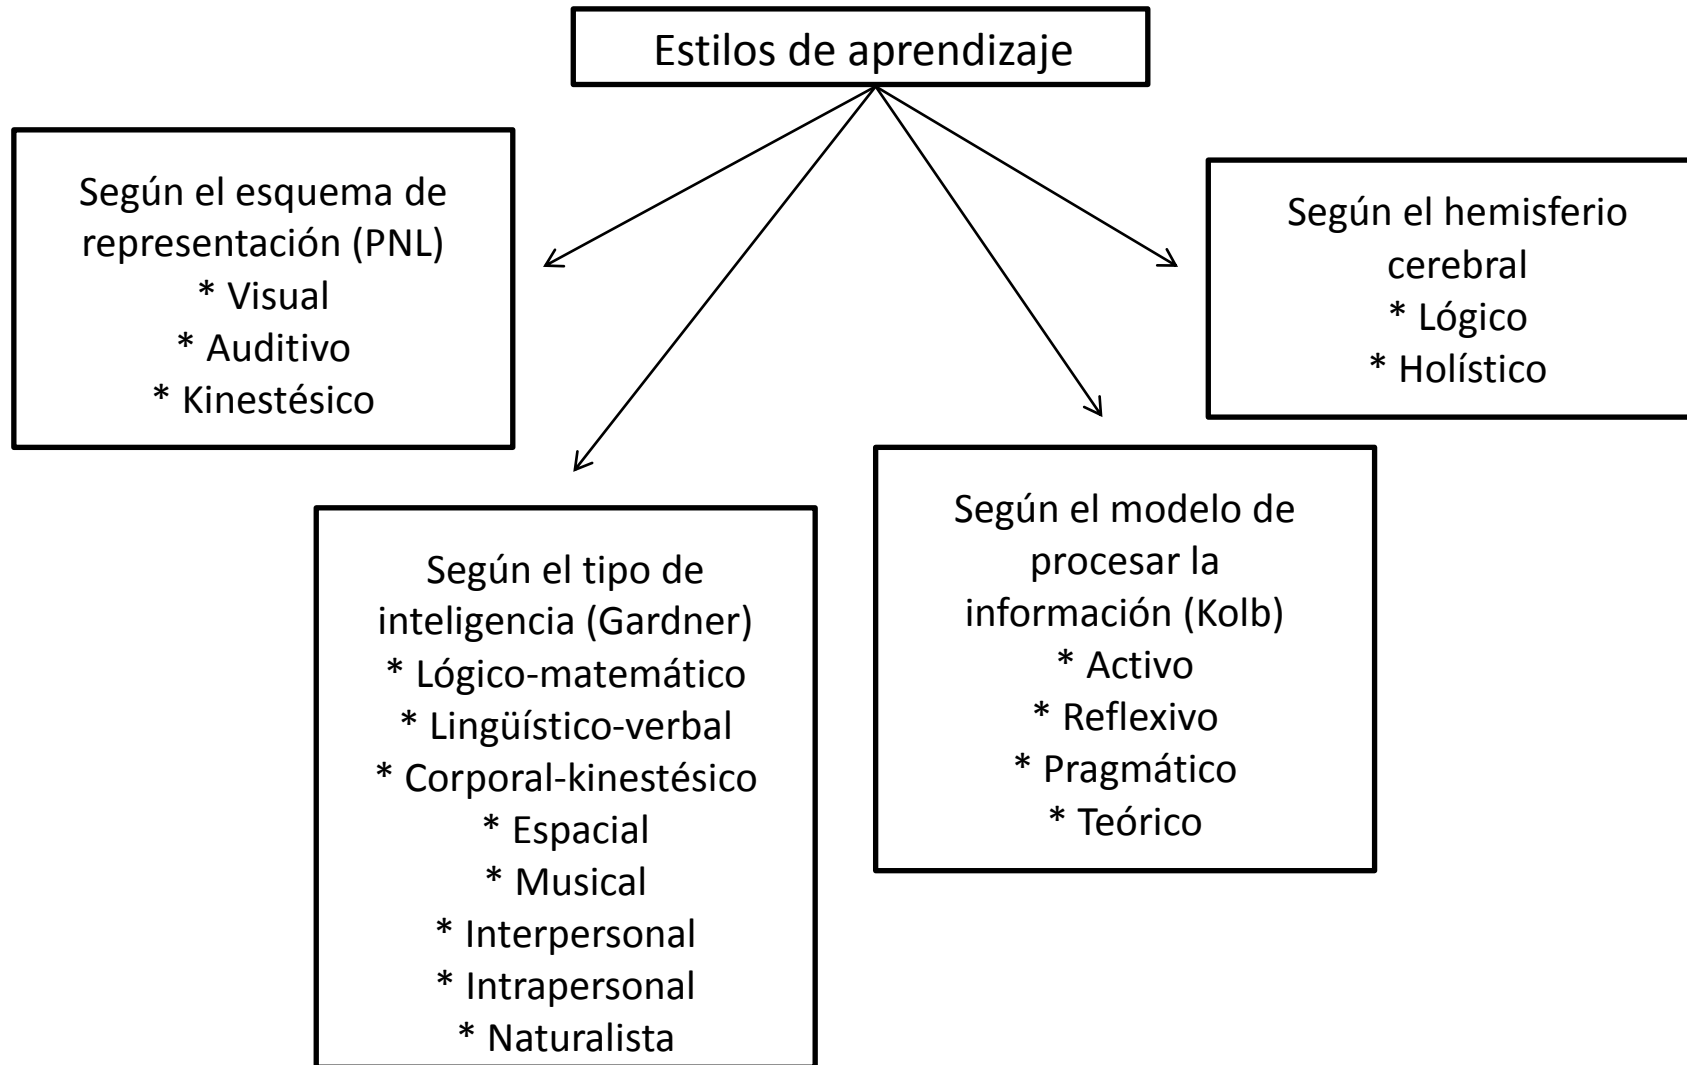 Estilos de aprendizaje
Según el esquema de
representación (PNL)
* Visual
* Auditivo
* Kinestésico
Según el hemisferio
cerebral
* Lógico
* Holístico
Según el tipo de
inteligencia (Gardner)
* Lógico-matemático
* Lingüístico-verbal
* Corporal-kinestésico
* Espacial
* Musical
* Interpersonal
* Intrapersonal
* Naturalista
Según el modelo de
procesar la
información (Kolb)
* Activo
* Reflexivo
* Pragmático
* Teórico